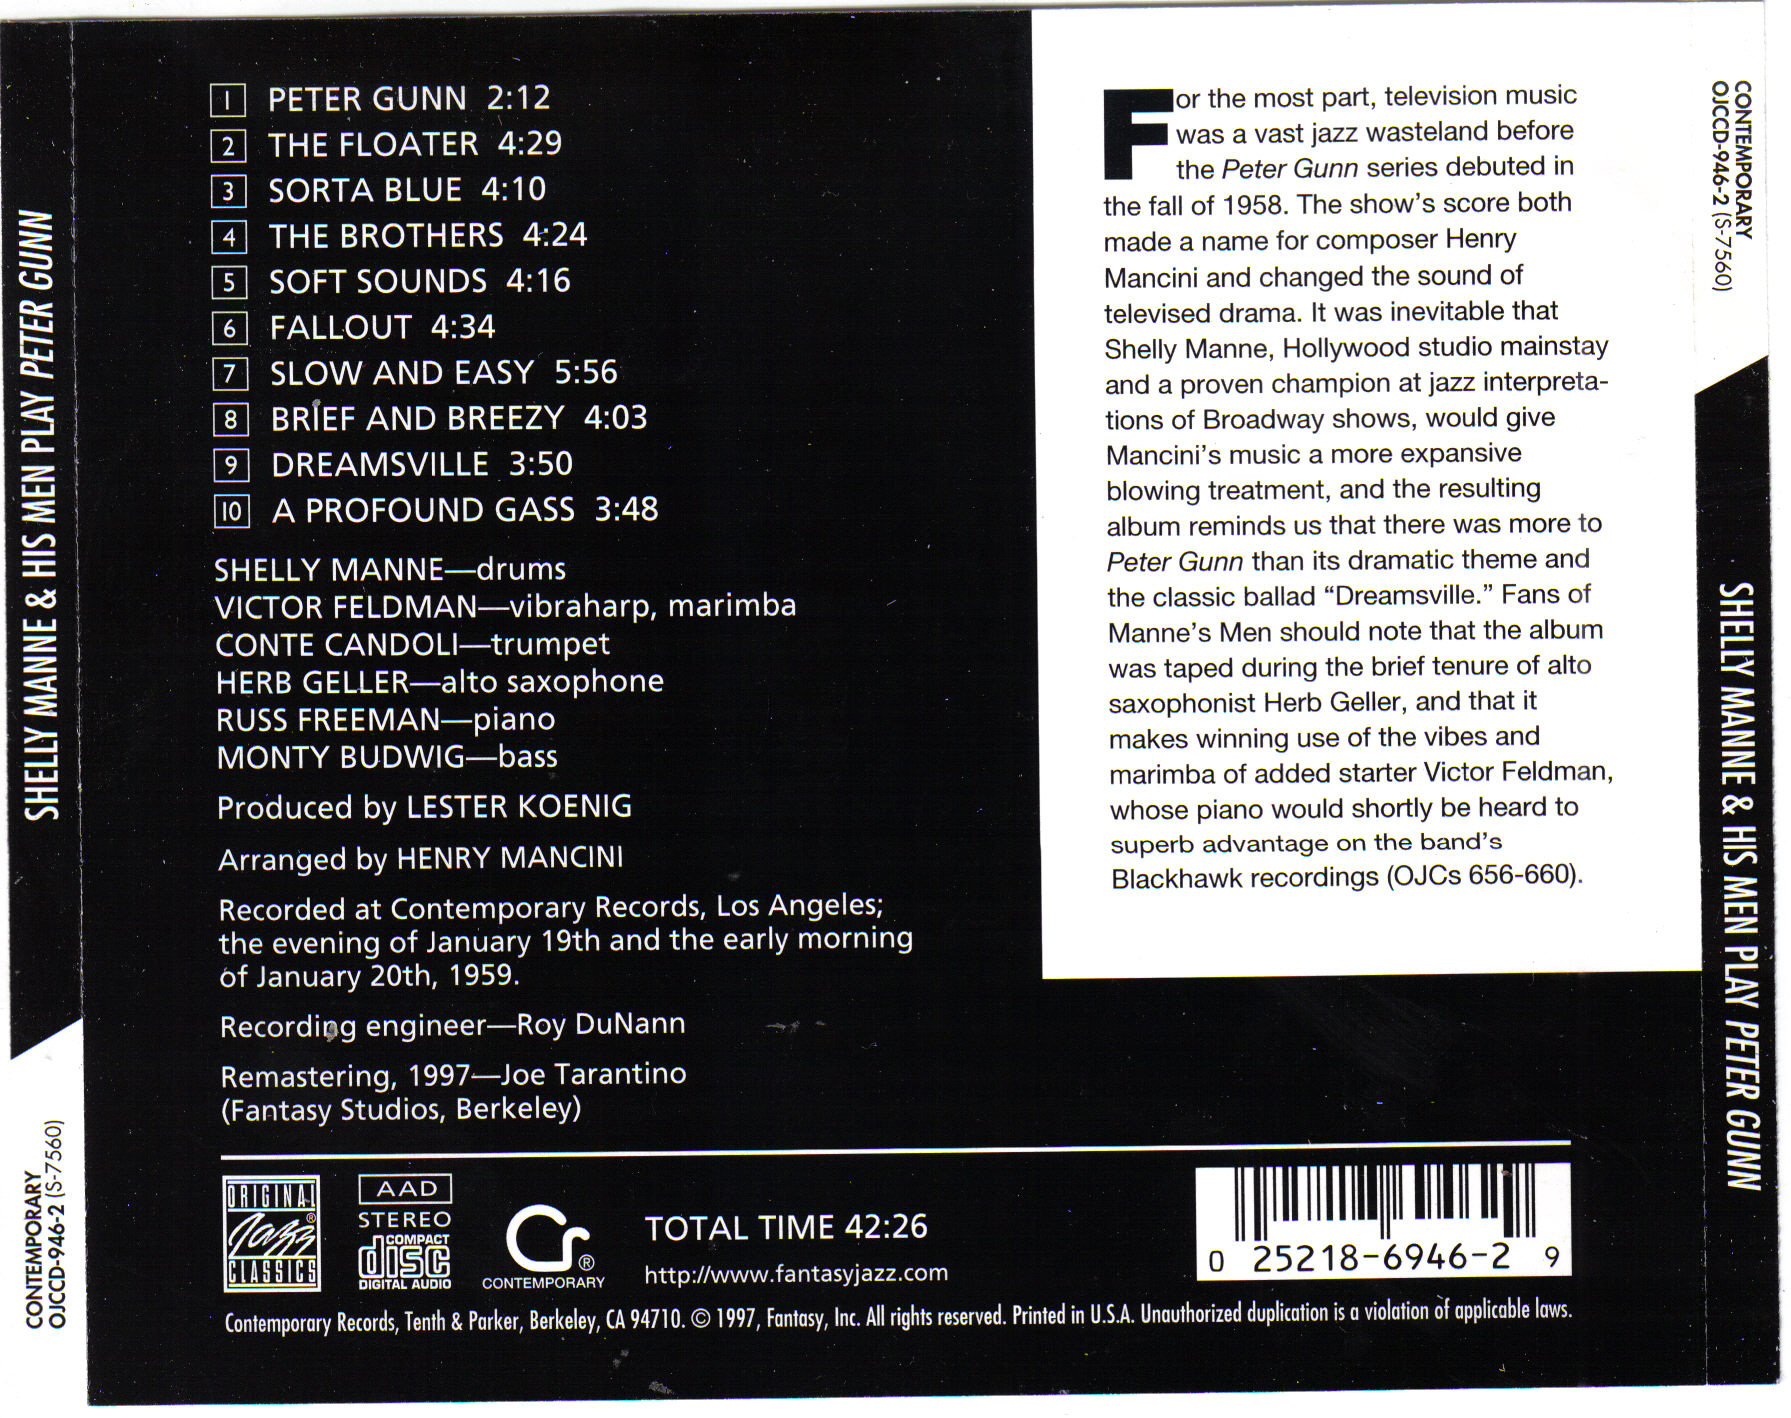 SHELLY MANNE & HIS MEN PLAY PETER GUNN
CONTEMPORARY
OJCCD-946-2 (S-7560)
1 PETER GUNN 2:12
2 THE FLOATER 4:29
3 SORTA BLUE 4:10
4 THE BROTHERS 4:24
5 SOFT SOUNDS 4:16
6 FALLOUT 4:34
7 SLOW AND EASY 5:56
8 BRIEF AND BREEZY 4:03
9 DREAMSVILLE 3:50
10 A PROFOUND GASS 3:48
SHELLY MANNE—drums
VICTOR FELDMAN—vibraharp, marimba
CONTE CANDOLI—trumpet
HERB GELLER—alto saxophone
RUSS FREEMAN—piano
MONTY BUDWIG—bass
Produced by LESTER KOENIG
Arranged by HENRY MANCINI
Recorded at Contemporary Records, Los Angeles;
the evening of January 19th and the early morning
of January 20th, 1959.
Recording engineer—Roy DuNann
Remastering, 1997—Joe Tarantino
(Fantasy Studios, Berkeley)
For the most part, television music
was a vast jazz wasteland before
the Peter Gunn series debuted in
the fall of 1958. The show's score both
made a name for composer Henry
Mancini and changed the sound of
televised drama. It was inevitable that
Shelly Manne, Hollywood studio mainstay
and a proven champion at jazz interpreta-
tions of Broadway shows, would give
Mancini's music a more expansive
blowing treatment, and the resulting
album reminds us that there was more to
Peter Gunn than its dramatic theme and
the classic ballad “Dreamsville.” Fans of
Manne's Men should note that the album
was taped during the brief tenure of alto
saxophonist Herb Geller, and that it
makes winning use of the vibes and
marimba of added starter Victor Feldman,
whose piano would shortly be heard to
superb advantage on the band's
Blackhawk recordings (OJCs 656-660).
ORIGINAL
Jazz ®
CLASSICS
AAD
STEREO
COMPACT
disc
DIGITAL AUDIO
Cr ®
CONTEMPORARY
TOTAL TIME 42:26
http://www.fantasyjazz.com
0 25218-6946-2 9
Contemporary Records, Tenth & Parker, Berkeley, CA 94710. © 1997, Fantasy, Inc. All rights reserved. Printed in U.S.A. Unauthorized duplication is a violation of applicable laws.
CONTEMPORARY
OJCCD-946-2 (S-7560)
SHELLY MANNE & HIS MEN PLAY PETER GUNN